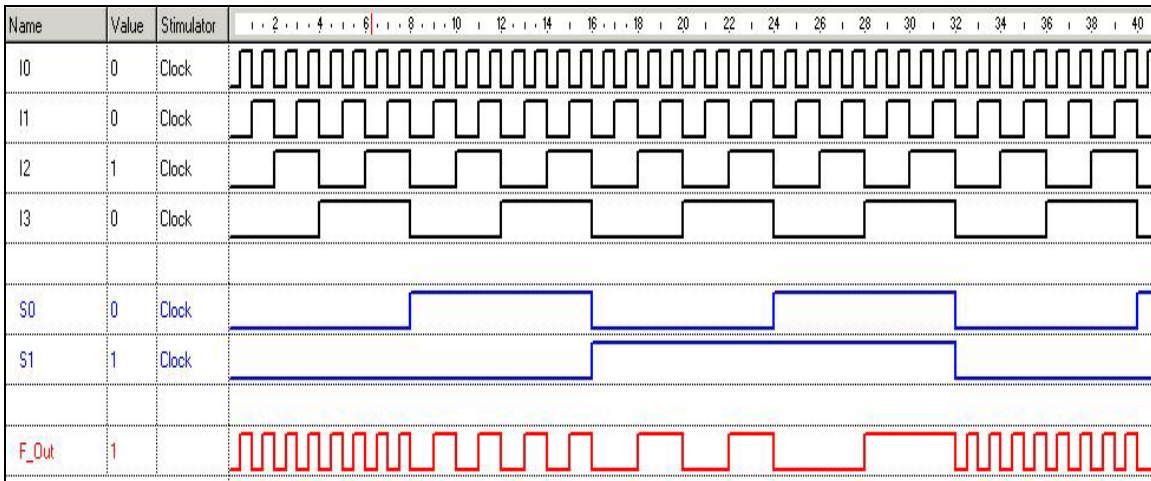 Name Value Stimulator 2 4 6 8 10 12 14 16 18 20 22 24 26 28 30 32 34 36 38 40
I0 0 Clock
I1 0 Clock
I2 1 Clock
I3 0 Clock
S0 0 Clock
S1 1 Clock
F_Out 1